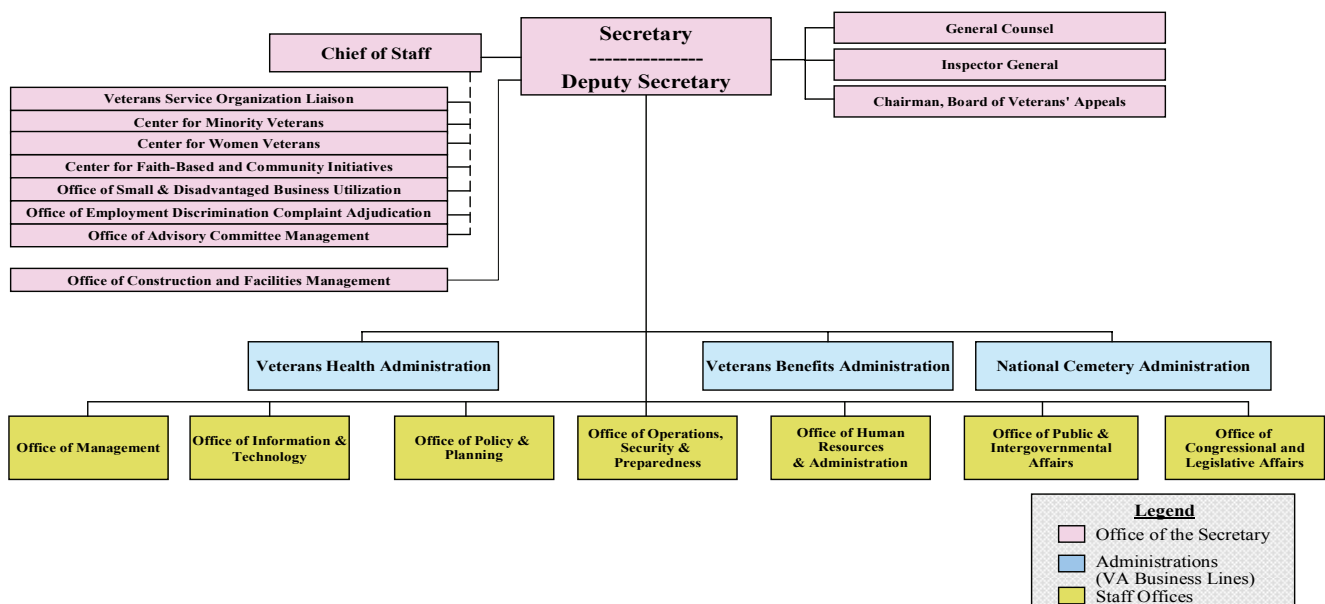 Secretary
---------------
Deputy Secretary
Chief of Staff
General Counsel
Inspector General
Chairman, Board of Veterans' Appeals
Veterans Service Organization Liaison
Center for Minority Veterans
Center for Women Veterans
Center for Faith-Based and Community Initiatives
Office of Small & Disadvantaged Business Utilization
Office of Employment Discrimination Complaint Adjudication
Office of Advisory Committee Management
Office of Construction and Facilities Management
Veterans Health Administration
Veterans Benefits Administration
National Cemetery Administration
Office of Management
Office of Information &
Technology
Office of Policy &
Planning
Office of Operations,
Security &
Preparedness
Office of Human
Resources
& Administration
Office of Public &
Intergovernmental
Affairs
Office of
Congressional and
Legislative Affairs
Legend
Office of the Secretary
Administrations
(VA Business Lines)
Staff Offices